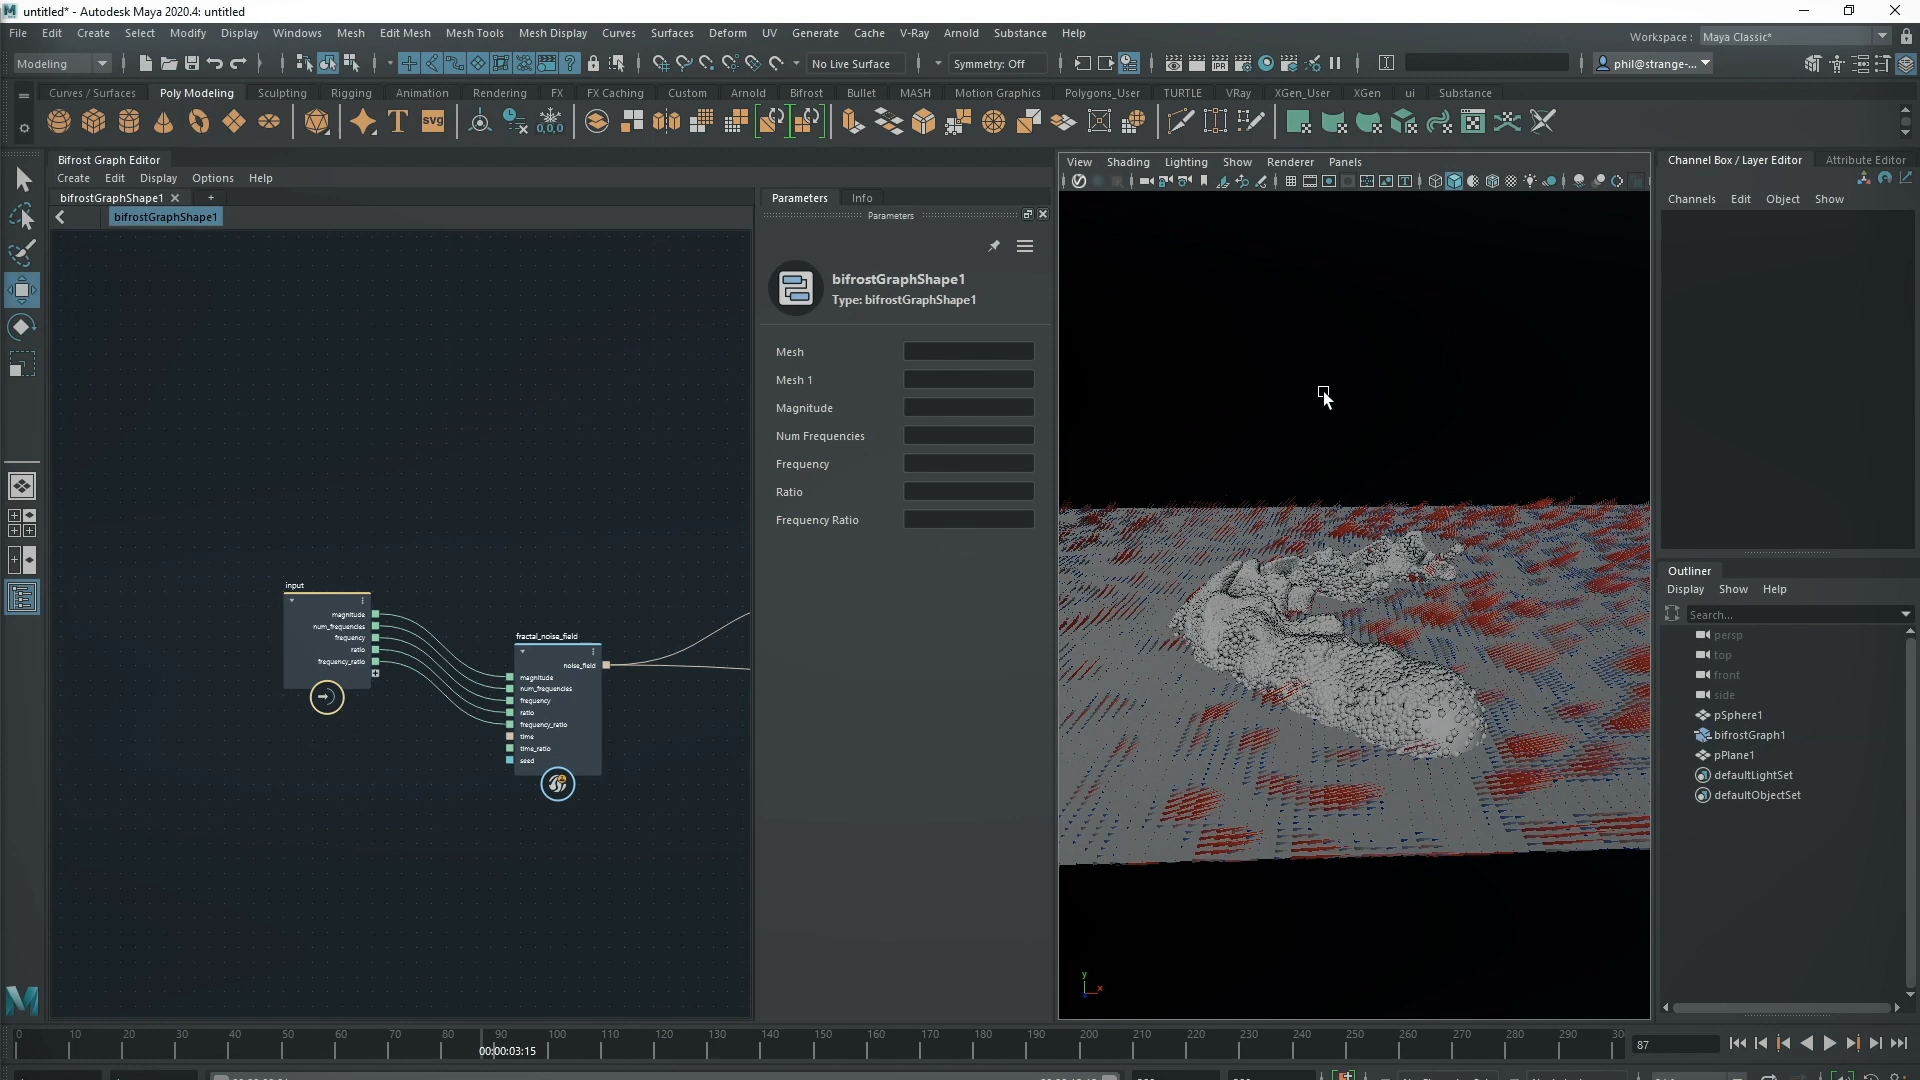 untitled* - Autodesk Maya 2020.4: untitled
File Edit Create Select Modify Display Windows Mesh Edit Mesh Mesh Tools Mesh Display Curves Surfaces Deform UV Generate Cache V-Ray Arnold Substance Help
Workspace : Maya Classic*
Modeling
No Live Surface
Symmetry: Off
phil@strange-...
Curves / Surfaces Poly Modeling Sculpting Rigging Animation Rendering FX FX Caching Custom Arnold Bifrost Bullet MASH Motion Graphics Polygons_User TURTLE VRay XGen_User XGen ui Substance
SVG
0,0,0
IPR
Bifrost Graph Editor
Create Edit Display Options Help
bifrostGraphShape1
+
bifrostGraphShape1
input
magnitude
num_frequencies
frequency
ratio
frequency_ratio
fractal_noise_field
noise_field
magnitude
num_frequencies
frequency
ratio
frequency_ratio
time
time_ratio
seed
Parameters Info
Parameters
bifrostGraphShape1
Type: bifrostGraphShape1
Mesh
Mesh 1
Magnitude
Num Frequencies
Frequency
Ratio
Frequency Ratio
View Shading Lighting Show Renderer Panels
y
x
Channel Box / Layer Editor Attribute Editor
Channels Edit Object Show
Outliner
Display Show Help
Search...
persp
top
front
side
pSphere1
bifrostGraph1
pPlane1
defaultLightSet
defaultObjectSet
0 10 20 30 40 50 60 70 80 90 100 110 120 130 140 150 160 170 180 190 200 210 220 230 240 250 260 270 280 290 30
00:00:03:15
87